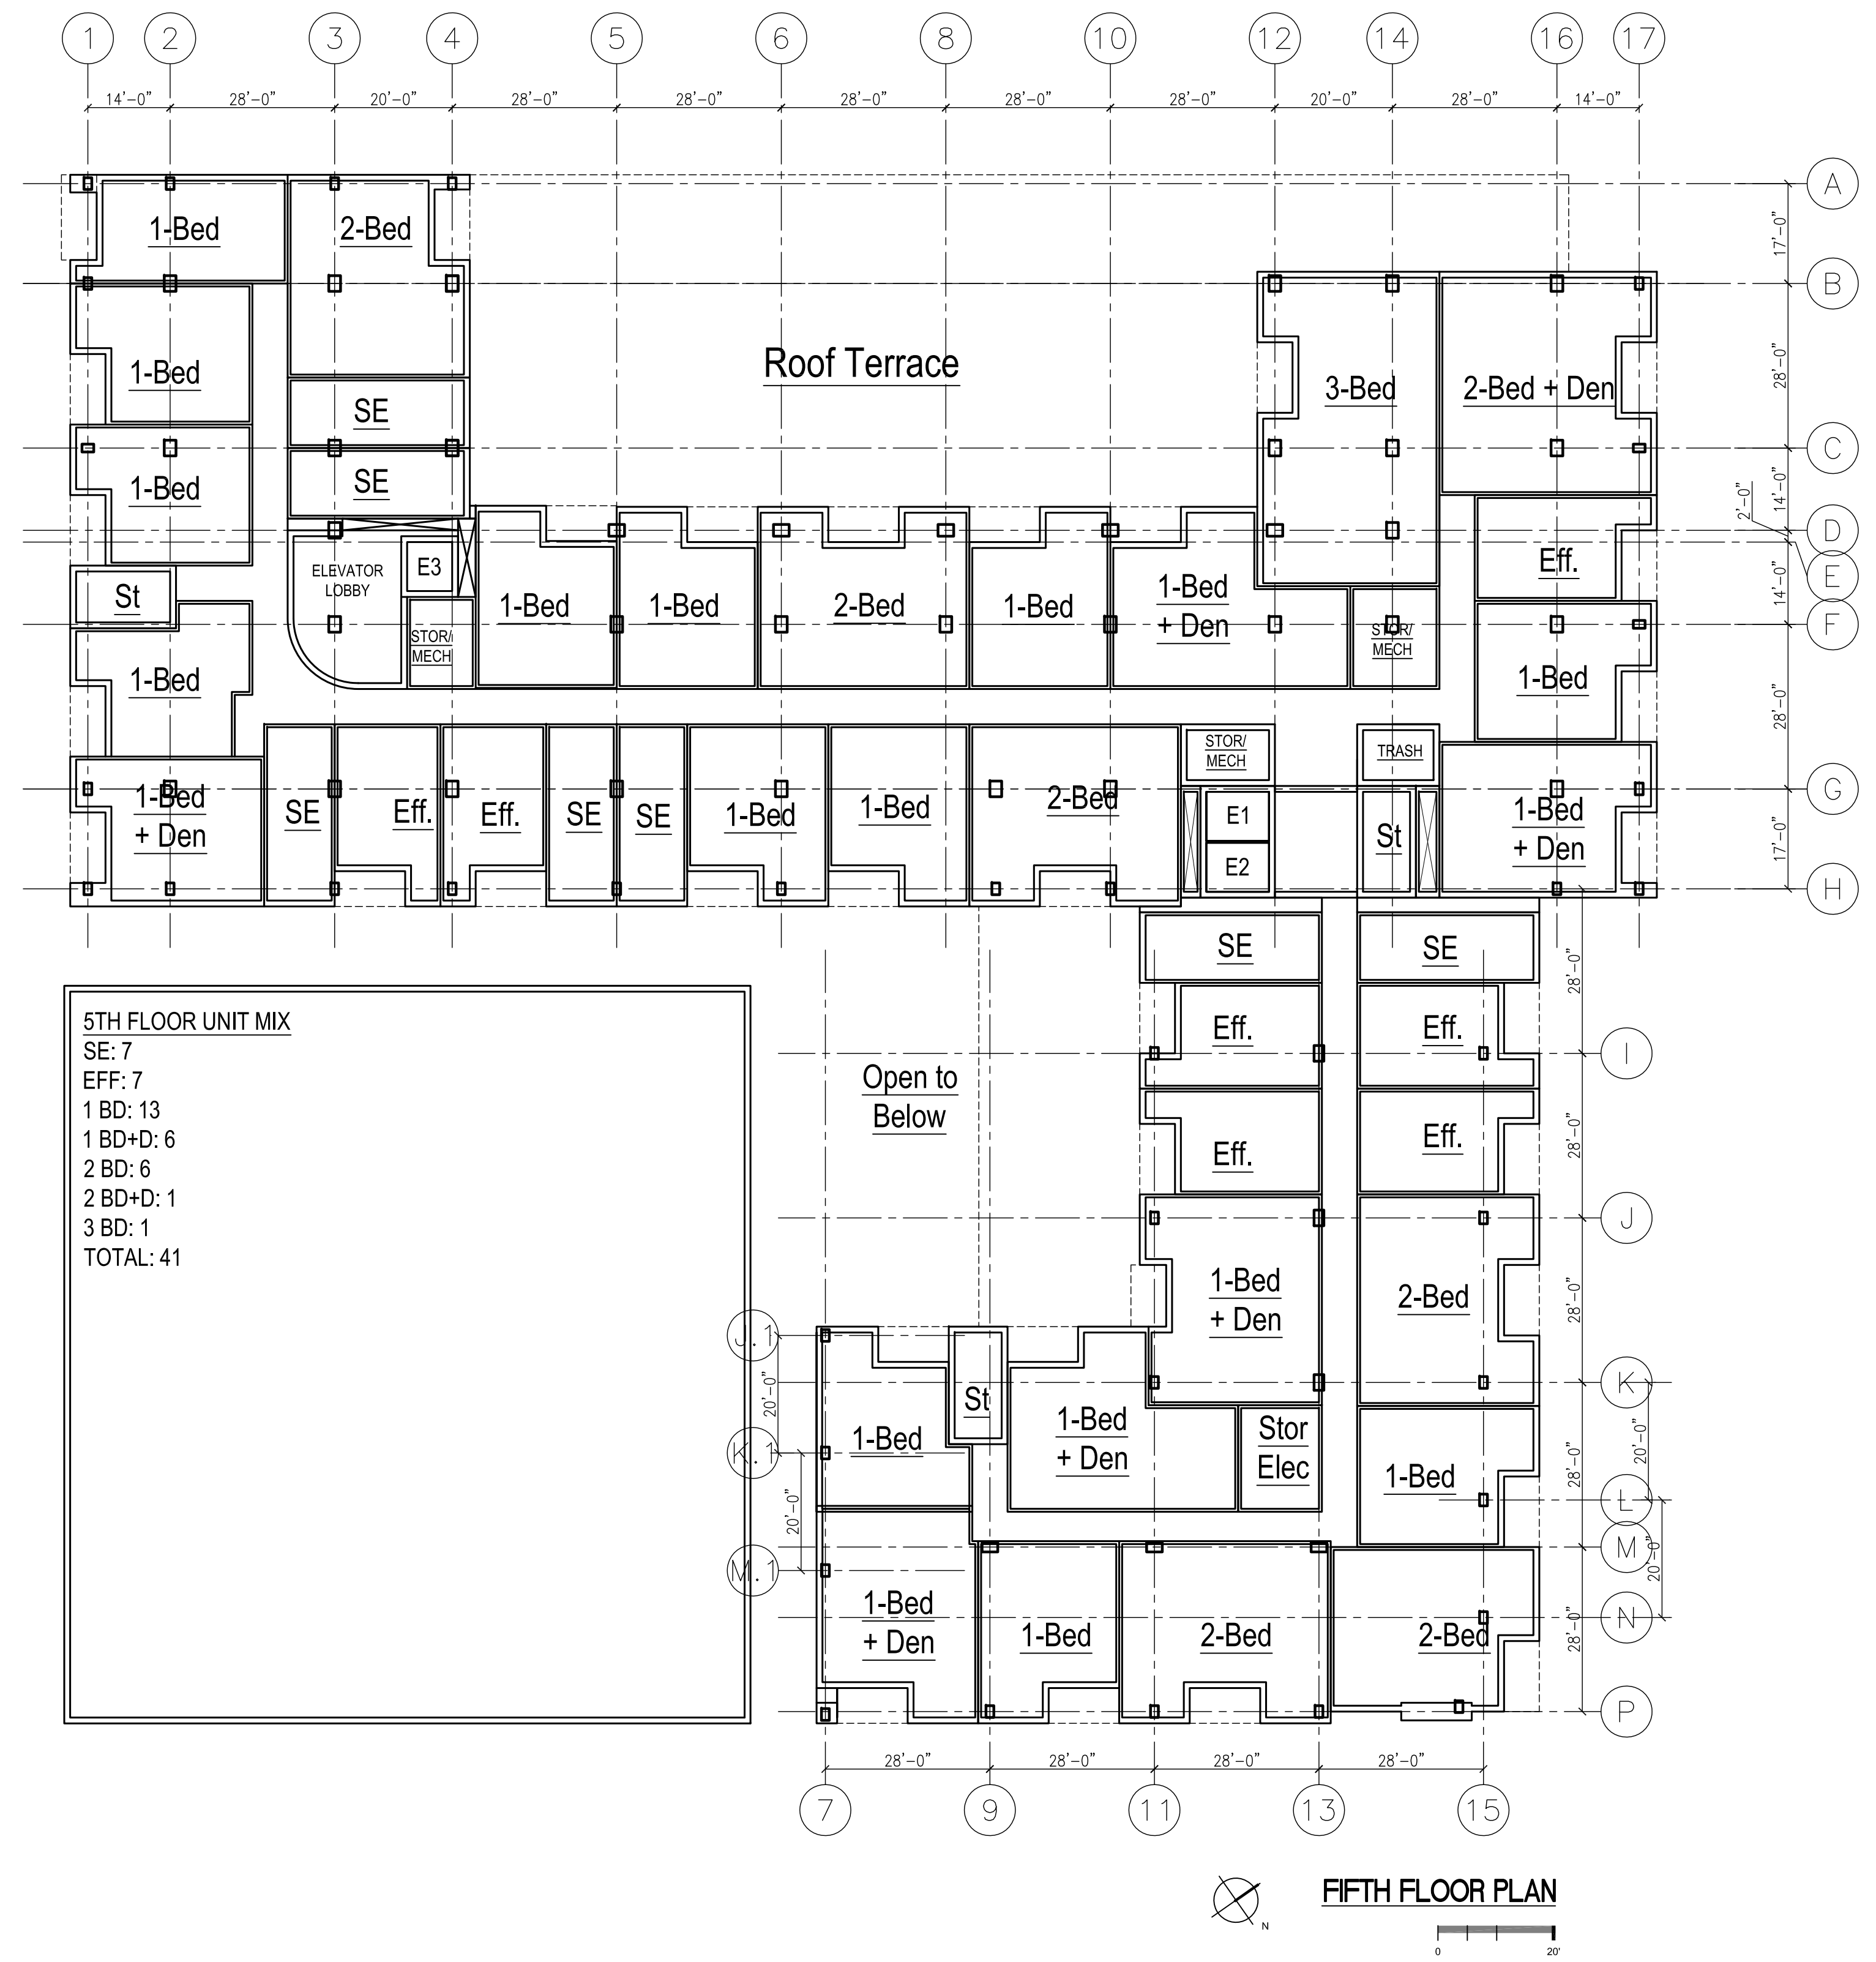 1 2 3 4 5 6 8 10 12 14 16 17
14'-0" 28'-0" 20'-0" 28'-0" 28'-0" 28'-0" 28'-0" 28'-0" 20'-0" 28'-0" 14'-0"
A
17'-0"
1-Bed 2-Bed
B
Roof Terrace
28'-0"
1-Bed
3-Bed 2-Bed + Den
SE
C
1-Bed
SE
2'-0" 14'-0"
D
Eff.
E
ELEVATOR
LOBBY
E3
St
14'-0"
1-Bed 1-Bed 2-Bed 1-Bed
1-Bed
+ Den
F
STOR/
MECH
STOR/
MECH
1-Bed 1-Bed
28'-0"
STOR/
MECH
TRASH
G
1-Bed
+ Den
SE Eff. Eff. SE SE 1-Bed 1-Bed 2-Bed
E1
E2
St
1-Bed
+ Den
17'-0"
H
SE SE
28'-0"
5TH FLOOR UNIT MIX
SE: 7
EFF: 7
1 BD: 13
1 BD+D: 6
2 BD: 6
2 BD+D: 1
3 BD: 1
TOTAL: 41
Eff. Eff.
I
Open to
Below
Eff. Eff.
28'-0"
J
1-Bed
+ Den
2-Bed
28'-0"
J.1
20'-0"
K
St
1-Bed
1-Bed
+ Den
Stor
Elec
K.1
1-Bed
28'-0" 20'-0"
L
20'-0"
M
M.1
20'-0"
1-Bed
+ Den
1-Bed 2-Bed 2-Bed
N
28'-0"
P
28'-0" 28'-0" 28'-0" 28'-0"
7 9 11 13 15
N
FIFTH FLOOR PLAN
0 20'